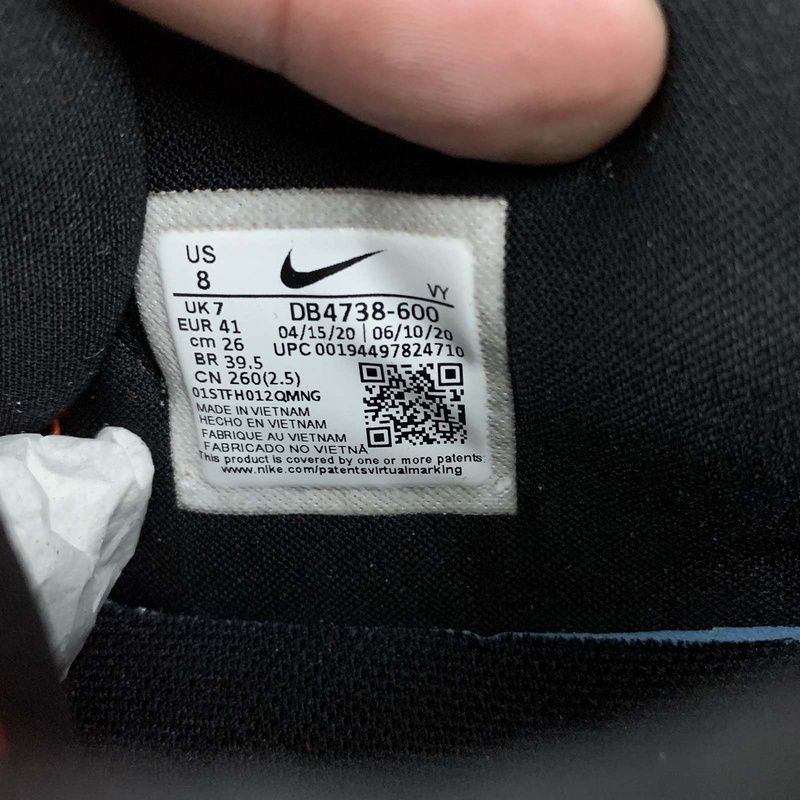 US
8
VY
UK 7
DB4738-600
EUR 41
04/15/20 | 06/10/20
cm 26
UPC 00194497824710
BR 39.5
CN 260(2.5)
01STFH012QMNG
MADE IN VIETNAM
HECHO EN VIETNAM
FABRIQUE AU VIETNAM
FABRICADO NO VIETNÃ
This product is covered by one or more patents
www.nike.com/patentsvirtualmarking